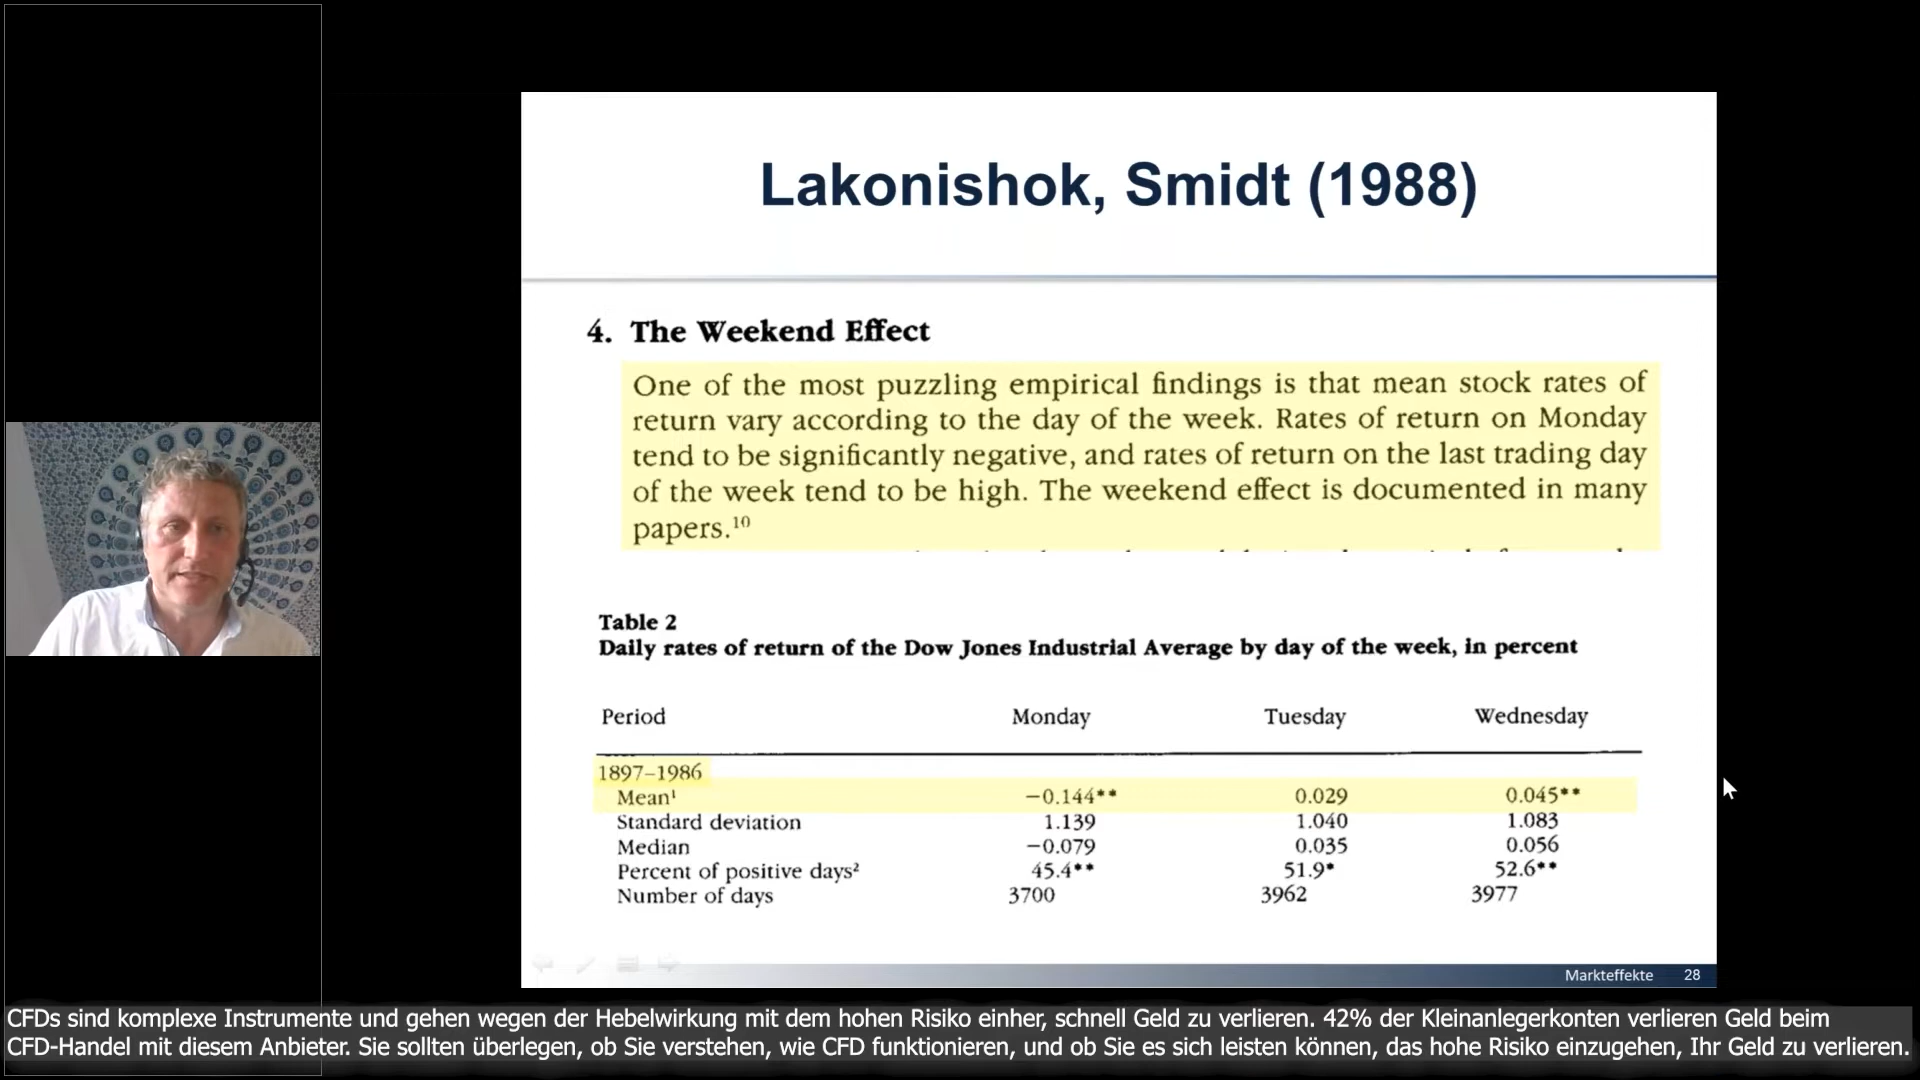 Lakonishok, Smidt (1988)
4. The Weekend Effect
One of the most puzzling empirical findings is that mean stock rates of
return vary according to the day of the week. Rates of return on Monday
tend to be significantly negative, and rates of return on the last trading day
of the week tend to be high. The weekend effect is documented in many
papers.¹⁰
Table 2
Daily rates of return of the Dow Jones Industrial Average by day of the week, in percent
Period Monday Tuesday Wednesday
1897–1986
Mean¹ −0.144** 0.029 0.045**
Standard deviation 1.139 1.040 1.083
Median −0.079 0.035 0.056
Percent of positive days² 45.4** 51.9* 52.6**
Number of days 3700 3962 3977
Markteffekte 28
CFDs sind komplexe Instrumente und gehen wegen der Hebelwirkung mit dem hohen Risiko einher, schnell Geld zu verlieren. 42% der Kleinanlegerkonten verlieren Geld beim
CFD-Handel mit diesem Anbieter. Sie sollten überlegen, ob Sie verstehen, wie CFD funktionieren, und ob Sie es sich leisten können, das hohe Risiko einzugehen, Ihr Geld zu verlieren.